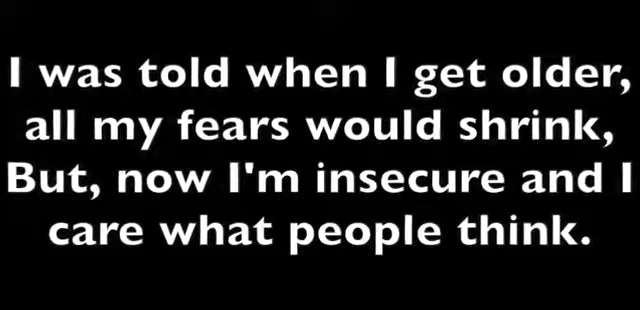 I was told when I get older,
all my fears would shrink,
But, now I'm insecure and I
care what people think.